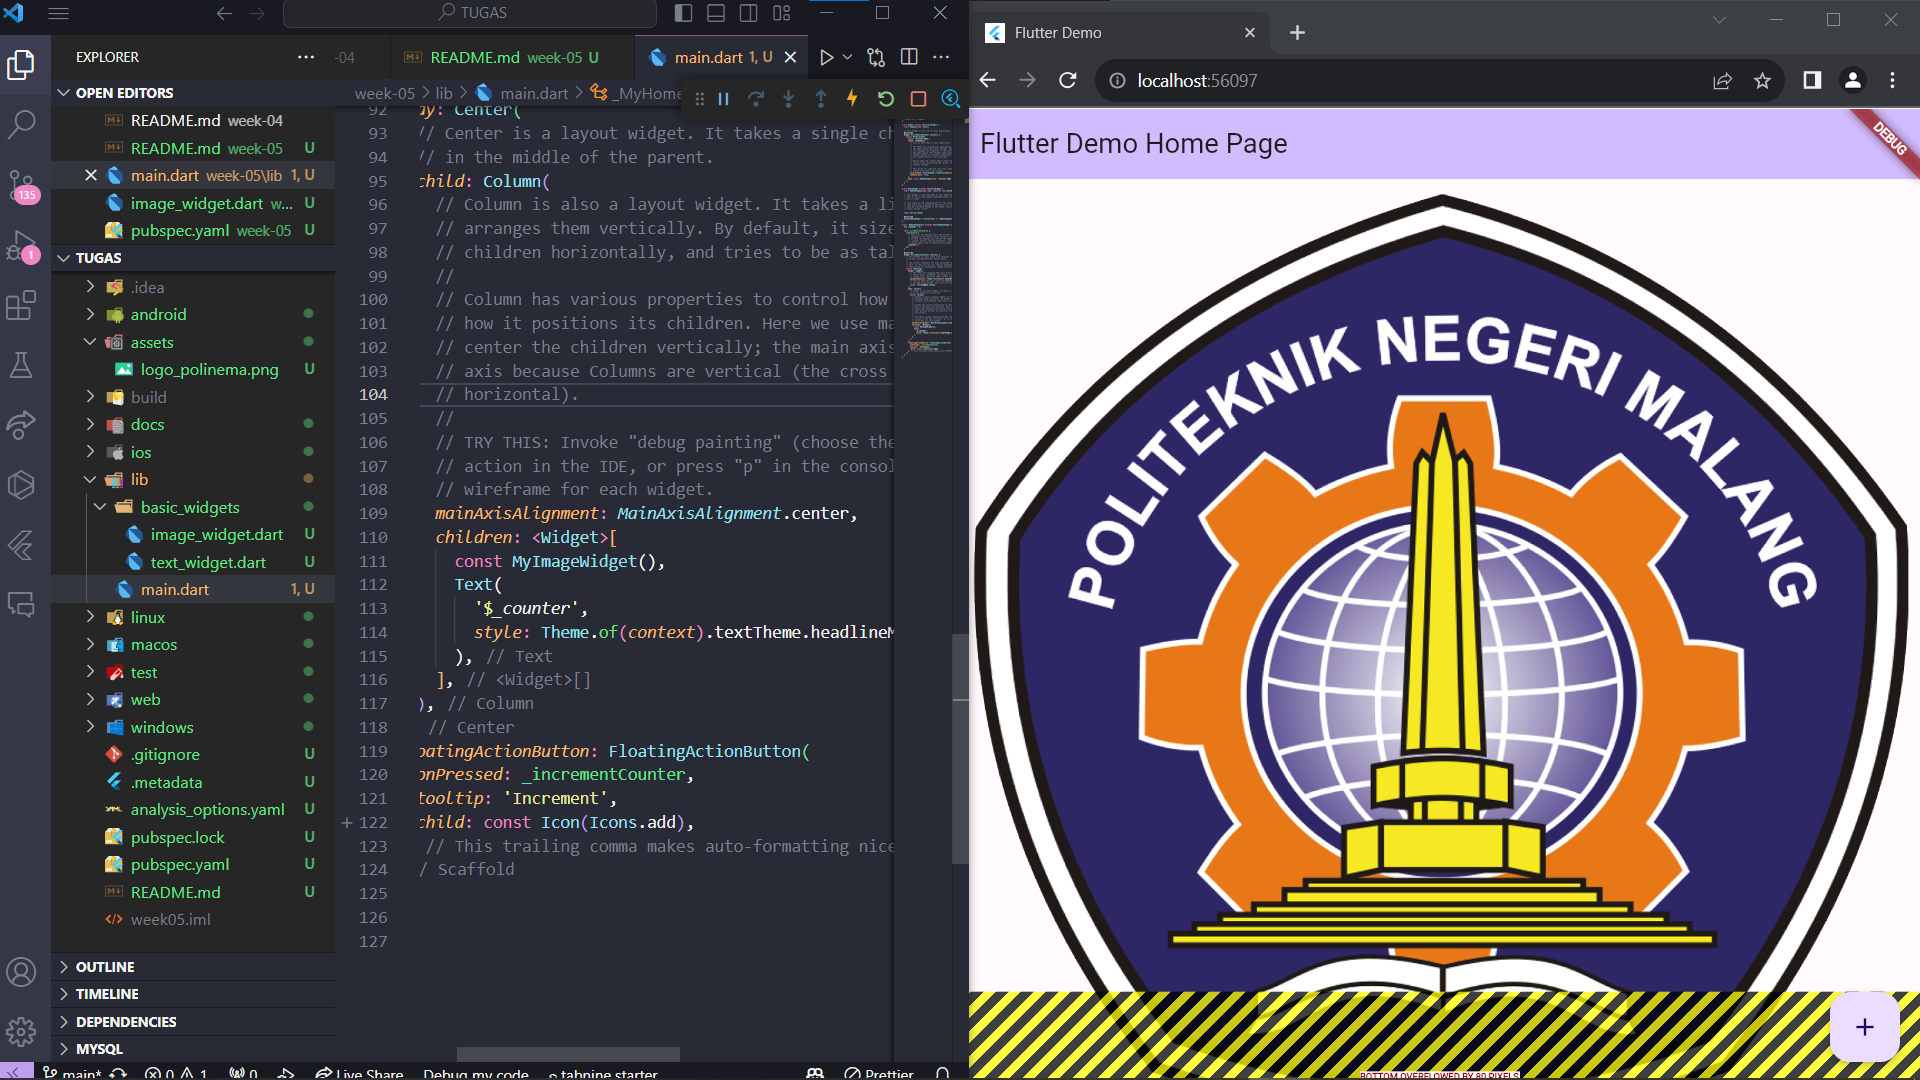 TUGAS
EXPLORER
-04
README.md week-05 U
main.dart 1, U
OPEN EDITORS
README.md week-04
README.md week-05 U
main.dart week-05\lib 1, U
image_widget.dart w... U
pubspec.yaml week-05 U
TUGAS
.idea
android
assets
logo_polinema.png U
build
docs
ios
lib
basic_widgets
image_widget.dart U
text_widget.dart U
main.dart 1, U
linux
macos
test
web
windows
.gitignore U
.metadata U
analysis_options.yaml U
pubspec.lock U
pubspec.yaml U
README.md U
week05.iml
OUTLINE
TIMELINE
DEPENDENCIES
MYSQL
135
1
week-05 > lib > main.dart > _MyHome
92 dy: Center(
93 // Center is a layout widget. It takes a single ch
94 // in the middle of the parent.
95 child: Column(
96 // Column is also a layout widget. It takes a li
97 // arranges them vertically. By default, it size
98 // children horizontally, and tries to be as tal
99 //
100 // Column has various properties to control how
101 // how it positions its children. Here we use ma
102 // center the children vertically; the main axis
103 // axis because Columns are vertical (the cross
104 // horizontal).
105 //
106 // TRY THIS: Invoke "debug painting" (choose the
107 // action in the IDE, or press "p" in the consol
108 // wireframe for each widget.
109 mainAxisAlignment: MainAxisAlignment.center,
110 children: <Widget>[
111 const MyImageWidget(),
112 Text(
113 '$_counter',
114 style: Theme.of(context).textTheme.headlineM
115 ), // Text
116 ], // <Widget>[]
117 ), // Column
118 // Center
119 oatingActionButton: FloatingActionButton(
120 onPressed: _incrementCounter,
121 tooltip: 'Increment',
122 child: const Icon(Icons.add),
123 // This trailing comma makes auto-formatting nice
124 / Scaffold
125
126
127
main* 0 1 0 Live Share Debug my code tabnine starter Prettier
Flutter Demo
localhost:56097
Flutter Demo Home Page
DEBUG
POLITEKNIK NEGERI MALANG
BOTTOM OVERFLOWED BY 80 PIXELS